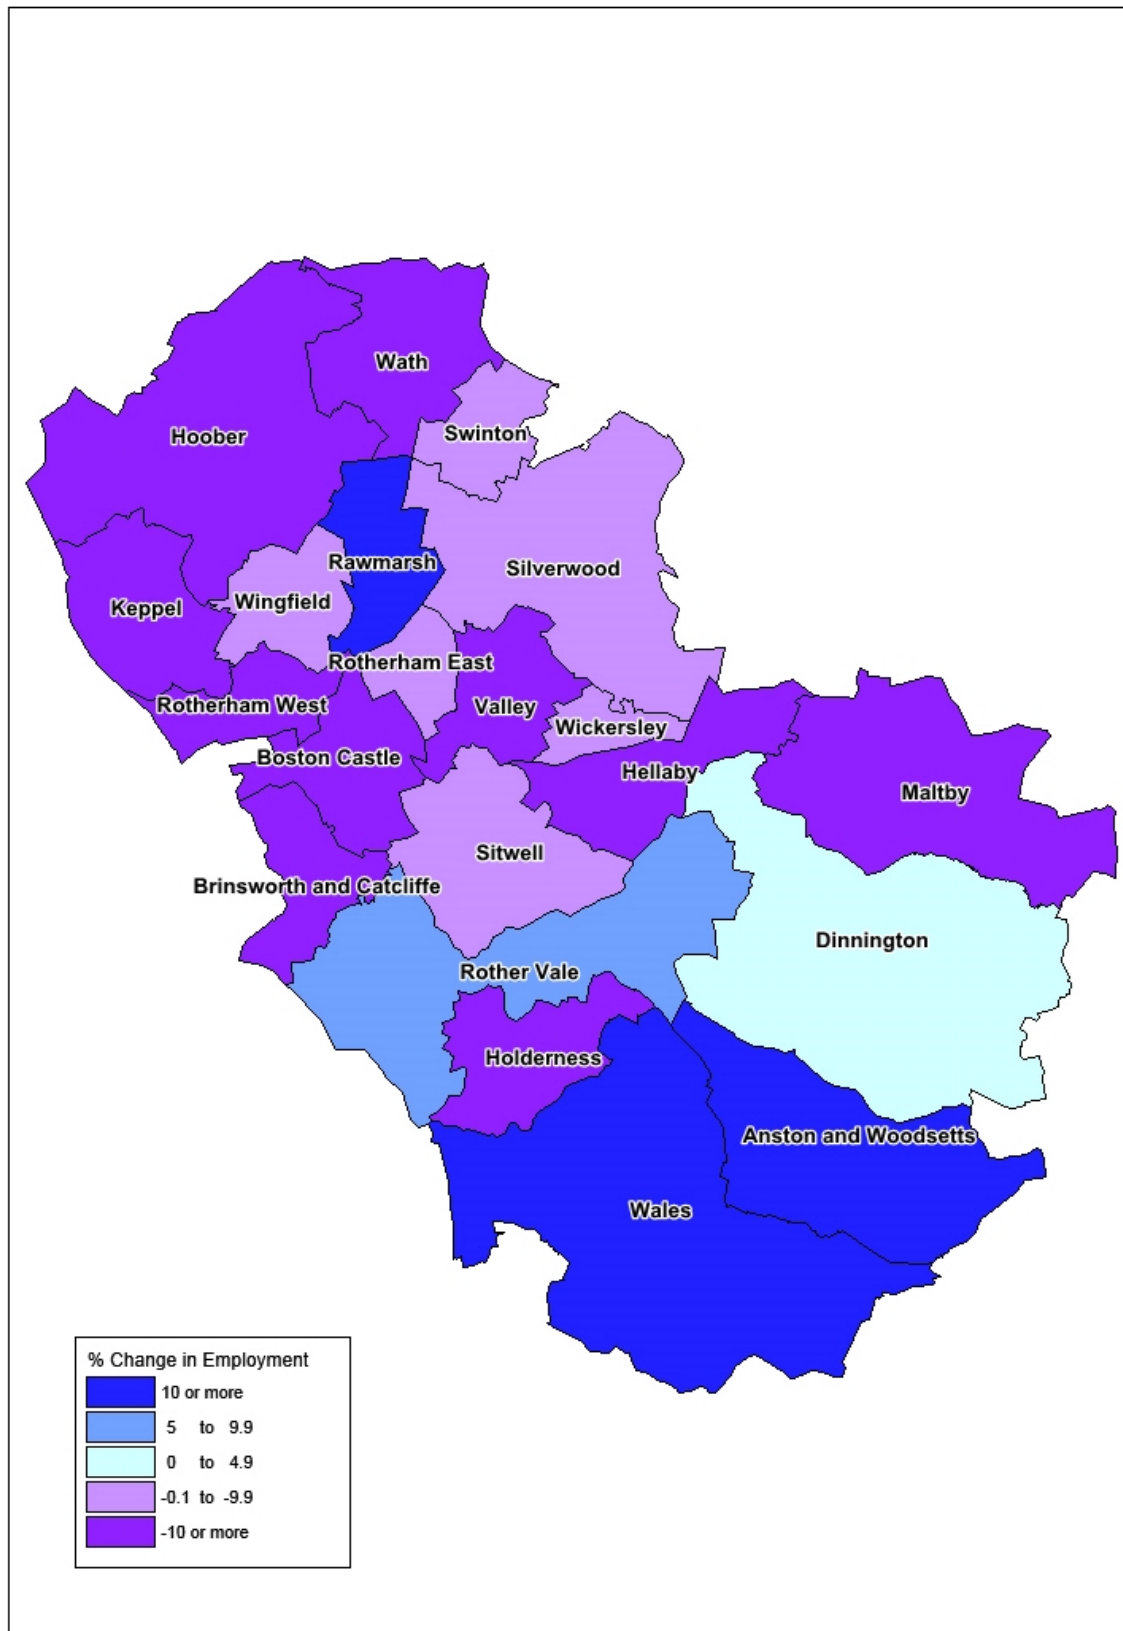 Wath
Swinton
Hoober
Rawmarsh
Silverwood
Wingfield
Keppel
Rotherham East
Rotherham West
Valley
Wickersley
Boston Castle
Hellaby
Maltby
Sitwell
Brinsworth and Catcliffe
Dinnington
Rother Vale
Holderness
Anston and Woodsetts
Wales
% Change in Employment
10 or more
5 to 9.9
0 to 4.9
-0.1 to -9.9
-10 or more